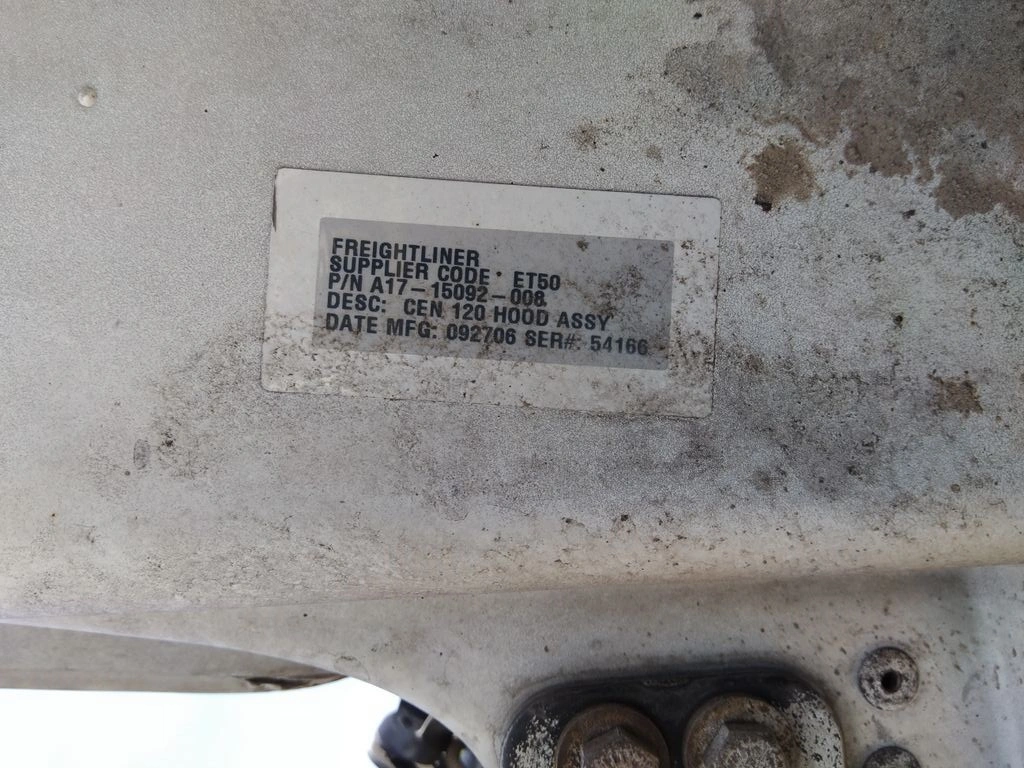 FREIGHTLINER
SUPPLIER CODE ET50
P/N A17-15092-008
DESC: CEN 120 HOOD ASSY
DATE MFG: 092706 SER#: 54166